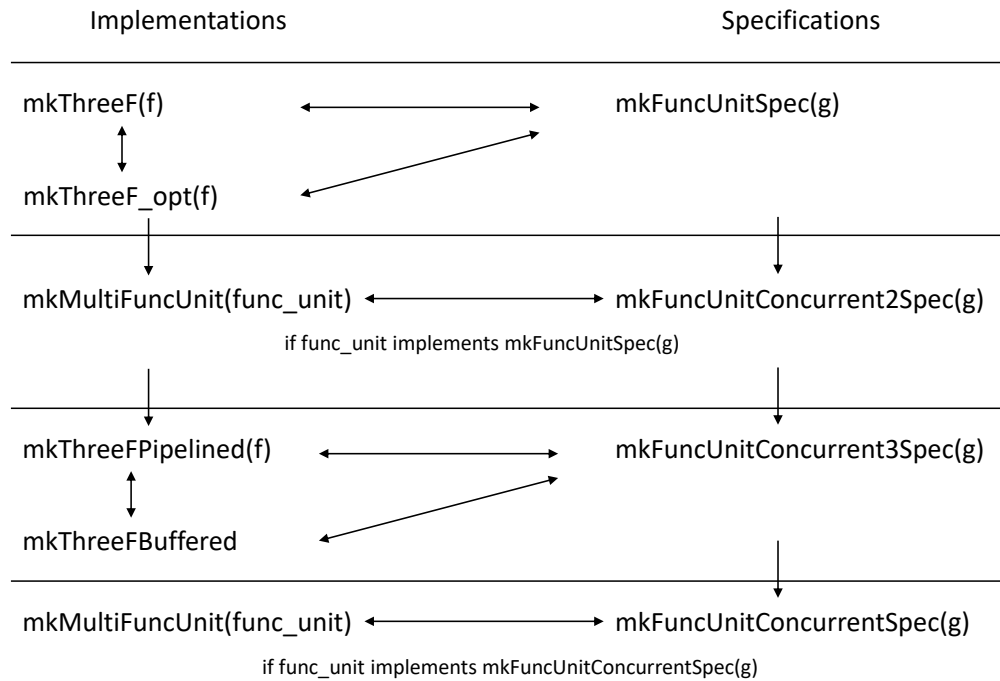 Implementations Specifications
mkThreeF(f) mkFuncUnitSpec(g)
mkThreeF_opt(f)
mkMultiFuncUnit(func_unit) mkFuncUnitConcurrent2Spec(g)
if func_unit implements mkFuncUnitSpec(g)
mkThreeFPipelined(f) mkFuncUnitConcurrent3Spec(g)
mkThreeFBuffered
mkMultiFuncUnit(func_unit) mkFuncUnitConcurrentSpec(g)
if func_unit implements mkFuncUnitConcurrentSpec(g)